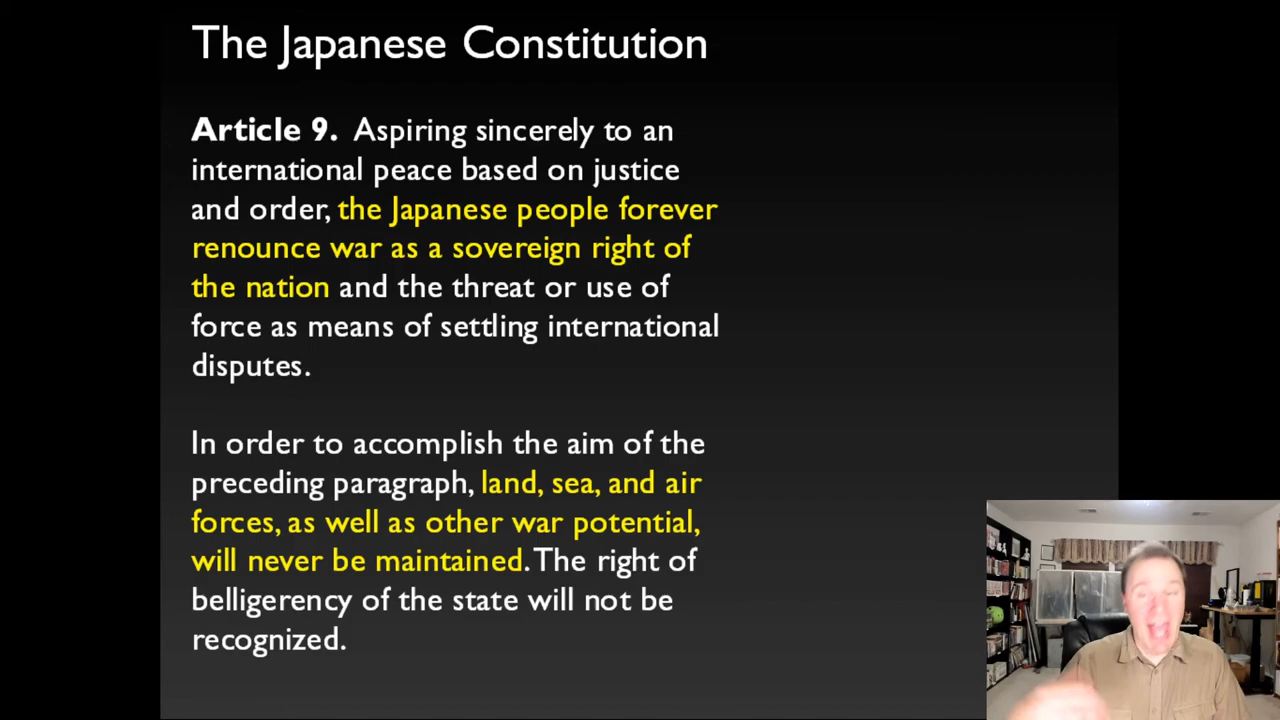 The Japanese Constitution
Article 9. Aspiring sincerely to an
international peace based on justice
and order, the Japanese people forever
renounce war as a sovereign right of
the nation and the threat or use of
force as means of settling international
disputes.
In order to accomplish the aim of the
preceding paragraph, land, sea, and air
forces, as well as other war potential,
will never be maintained. The right of
belligerency of the state will not be
recognized.